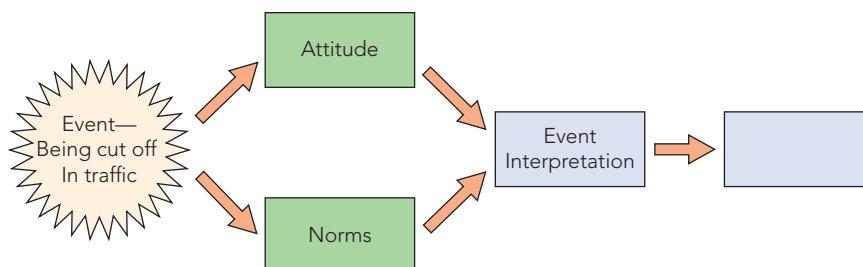 Event—
Being cut off
In traffic
Attitude
Norms
Event
Interpretation